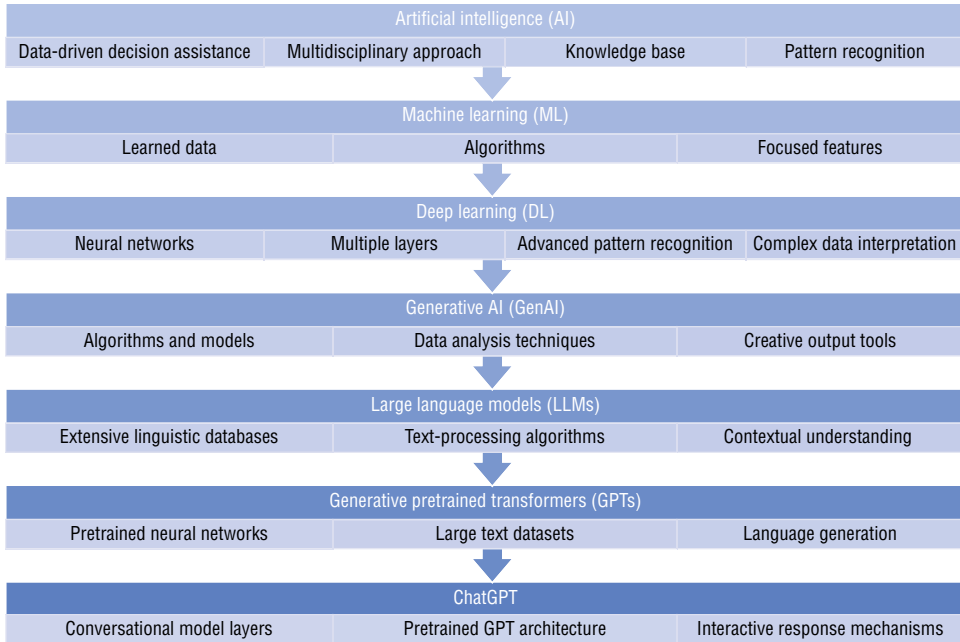 Artificial intelligence (AI)
Data-driven decision assistance Multidisciplinary approach Knowledge base Pattern recognition
Machine learning (ML)
Learned data Algorithms Focused features
Deep learning (DL)
Neural networks Multiple layers Advanced pattern recognition Complex data interpretation
Generative AI (GenAI)
Algorithms and models Data analysis techniques Creative output tools
Large language models (LLMs)
Extensive linguistic databases Text-processing algorithms Contextual understanding
Generative pretrained transformers (GPTs)
Pretrained neural networks Large text datasets Language generation
ChatGPT
Conversational model layers Pretrained GPT architecture Interactive response mechanisms